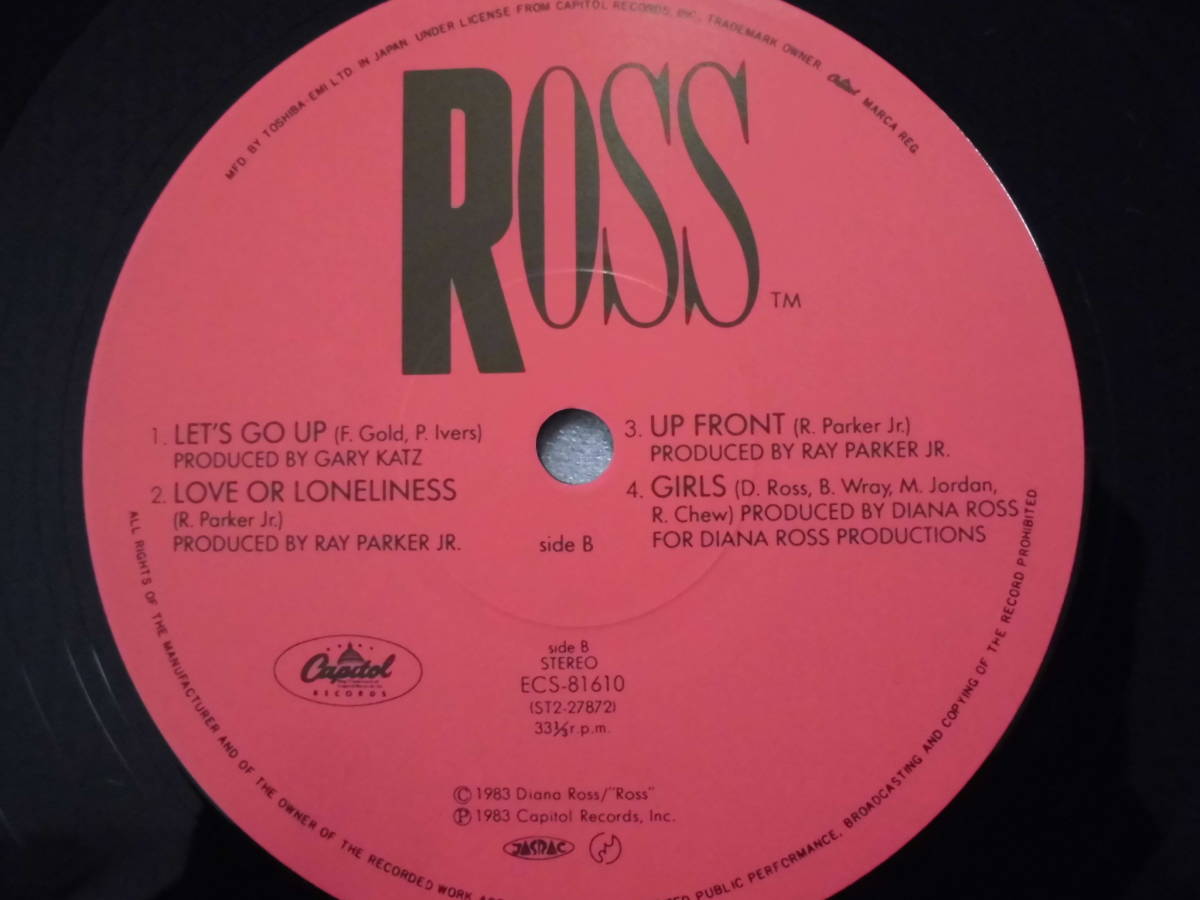 MFD. BY TOSHIBA-EMI LTD. IN JAPAN. UNDER LICENSE FROM CAPITOL RECORDS, INC., TRADEMARK OWNER. Capitol MARCA REG.
ROSS TM
1. LET'S GO UP (F. Gold, P. Ivers)
PRODUCED BY GARY KATZ
2. LOVE OR LONELINESS
(R. Parker Jr.)
PRODUCED BY RAY PARKER JR.
3. UP FRONT (R. Parker Jr.)
PRODUCED BY RAY PARKER JR.
4. GIRLS (D. Ross, B. Wray, M. Jordan,
R. Chew) PRODUCED BY DIANA ROSS
FOR DIANA ROSS PRODUCTIONS
side B
Capitol
RECORDS
side B
STEREO
ECS-81610
(ST2-27872)
33⅓ r.p.m.
Ⓒ 1983 Diana Ross/"Ross"
Ⓟ 1983 Capitol Records, Inc.
JASRAC
ALL RIGHTS OF THE MANUFACTURER AND OF THE OWNER OF THE RECORDED WORK
PUBLIC PERFORMANCE, BROADCASTING AND COPYING OF THE RECORD PROHIBITED